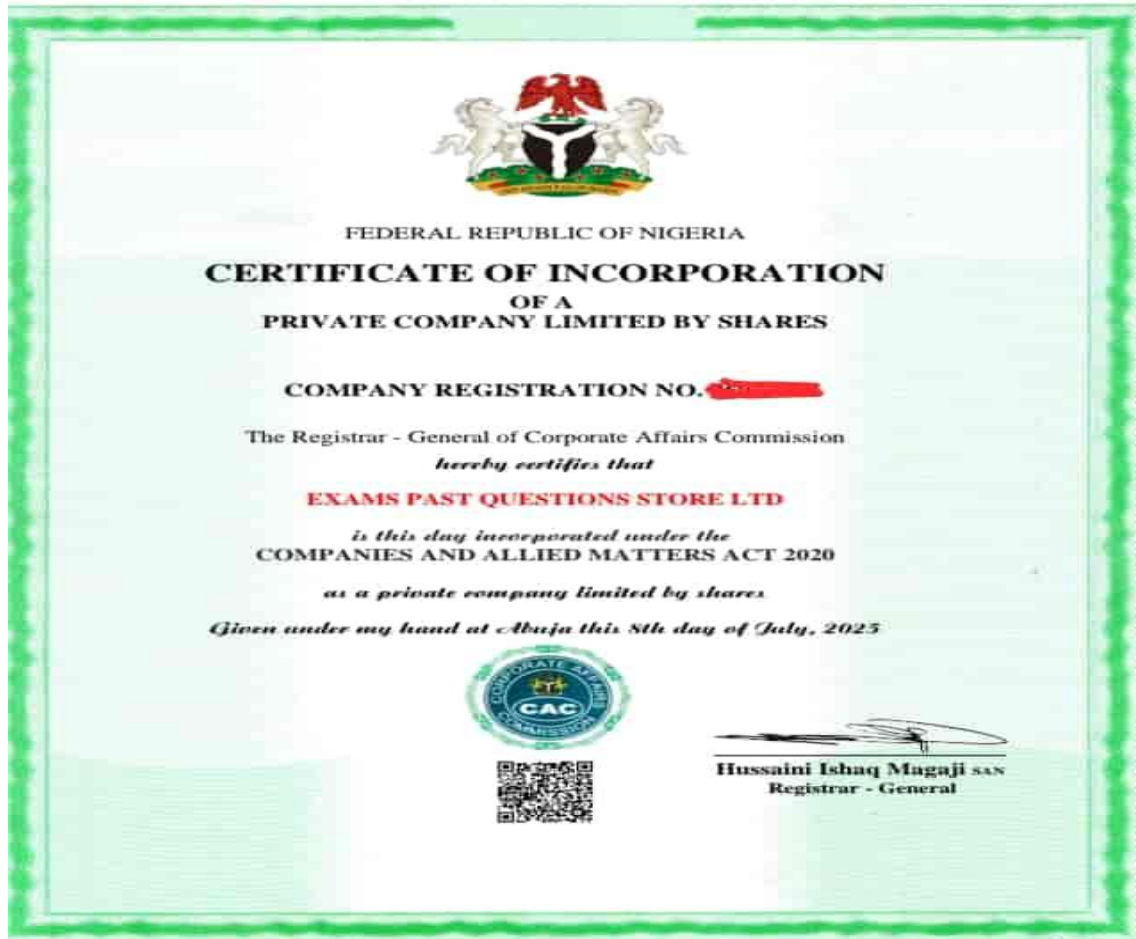 FEDERAL REPUBLIC OF NIGERIA
CERTIFICATE OF INCORPORATION
OF A
PRIVATE COMPANY LIMITED BY SHARES
COMPANY REGISTRATION NO.
The Registrar - General of Corporate Affairs Commission
hereby certifies that
EXAMS PAST QUESTIONS STORE LTD
is this day incorporated under the
COMPANIES AND ALLIED MATTERS ACT 2020
as a private company limited by shares
Given under my hand at Abuja this 8th day of July, 2025
CORPORATE AFFAIRS
CAC
COMMISSION
Hussaini Ishaq Magaji SAN
Registrar - General